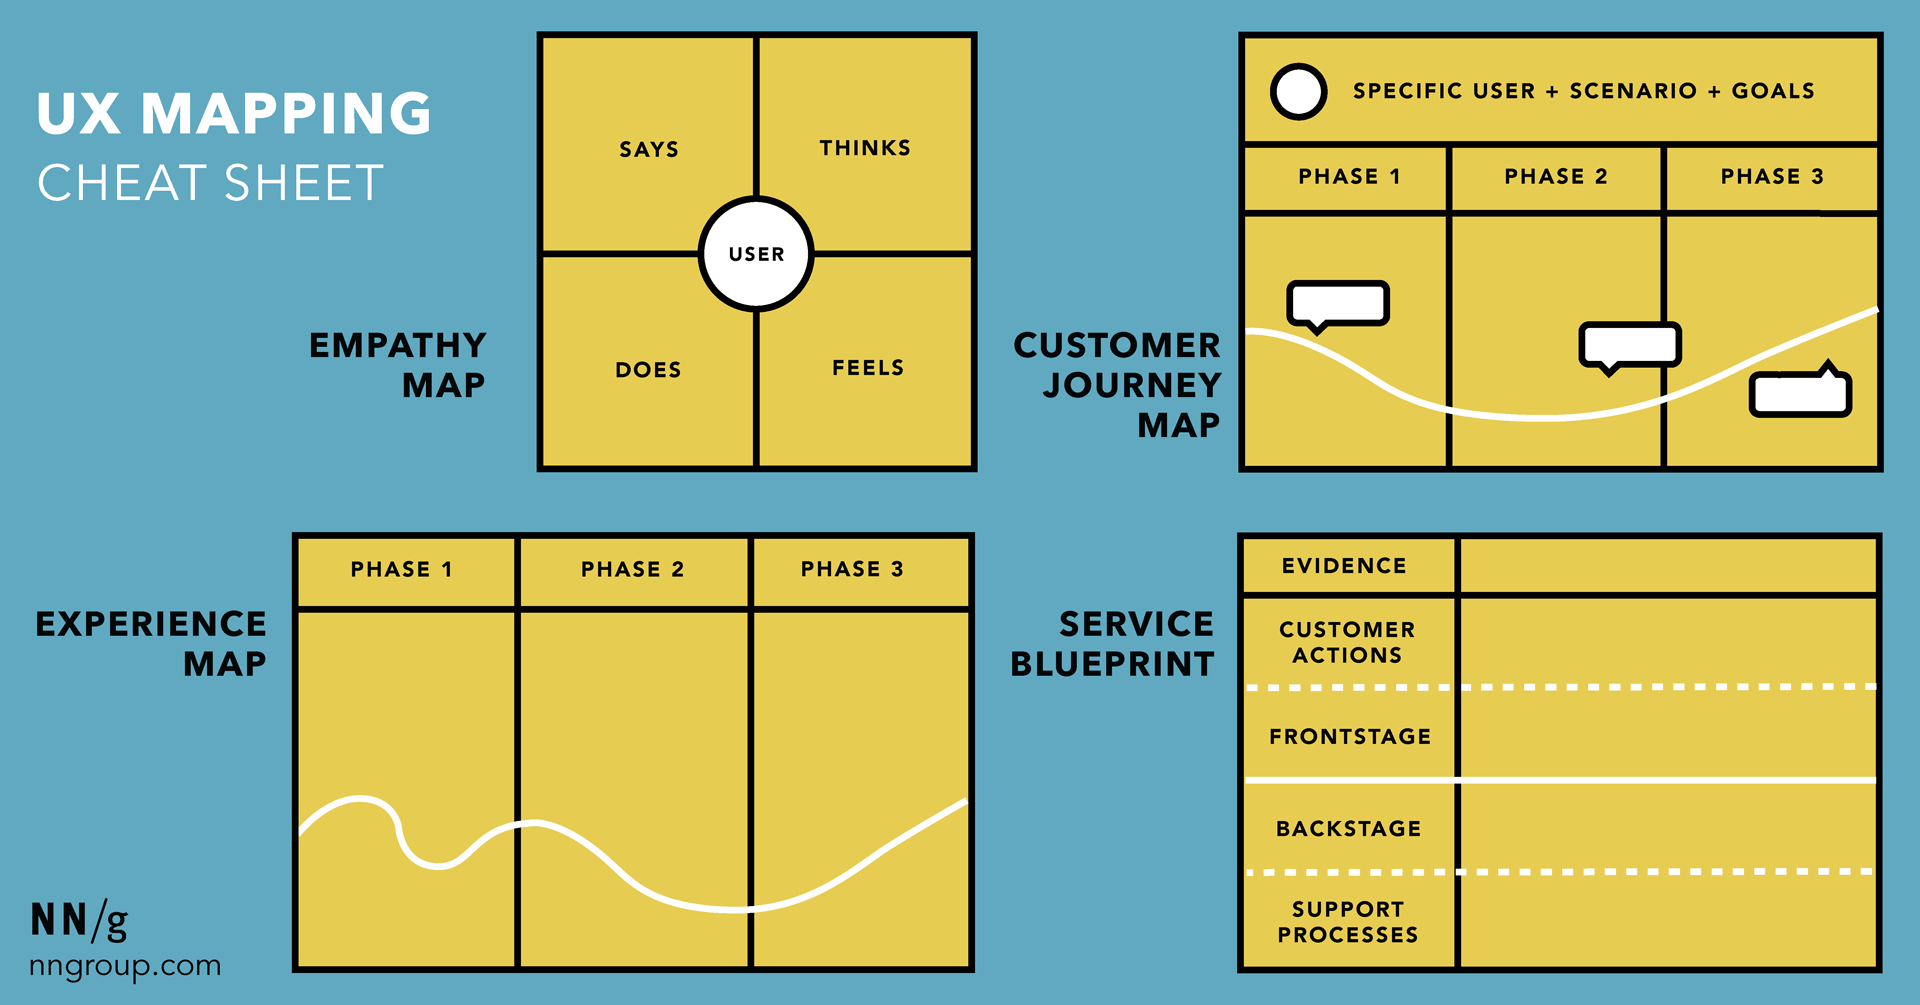 UX MAPPING
CHEAT SHEET
EMPATHY
MAP
SAYS
THINKS
USER
DOES
FEELS
CUSTOMER
JOURNEY
MAP
SPECIFIC USER + SCENARIO + GOALS
PHASE 1
PHASE 2
PHASE 3
EXPERIENCE
MAP
PHASE 1
PHASE 2
PHASE 3
SERVICE
BLUEPRINT
EVIDENCE
CUSTOMER
ACTIONS
FRONTSTAGE
BACKSTAGE
SUPPORT
PROCESSES
NN/g
nngroup.com